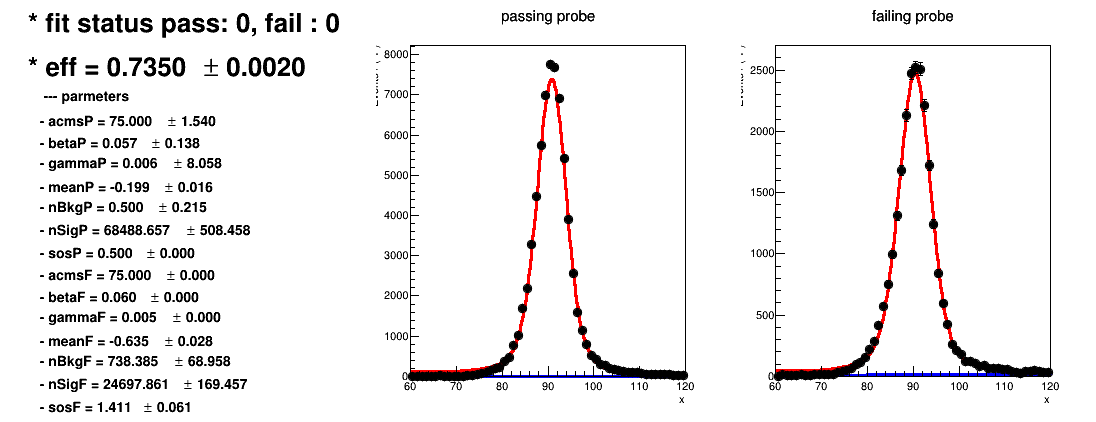 * fit status pass: 0, fail : 0
* eff = 0.7350 ± 0.0020
--- parmeters
- acmsP = 75.000 ± 1.540
- betaP = 0.057 ± 0.138
- gammaP = 0.006 ± 8.058
- meanP = -0.199 ± 0.016
- nBkgP = 0.500 ± 0.215
- nSigP = 68488.657 ± 508.458
- sosP = 0.500 ± 0.000
- acmsF = 75.000 ± 0.000
- betaF = 0.060 ± 0.000
- gammaF = 0.005 ± 0.000
- meanF = -0.635 ± 0.028
- nBkgF = 738.385 ± 68.958
- nSigF = 24697.861 ± 169.457
- sosF = 1.411 ± 0.061
passing probe
8000
7000
6000
5000
4000
3000
2000
1000
0
60 70 80 90 100 110 120
x
failing probe
2500
2000
1500
1000
500
0
60 70 80 90 100 110 120
x